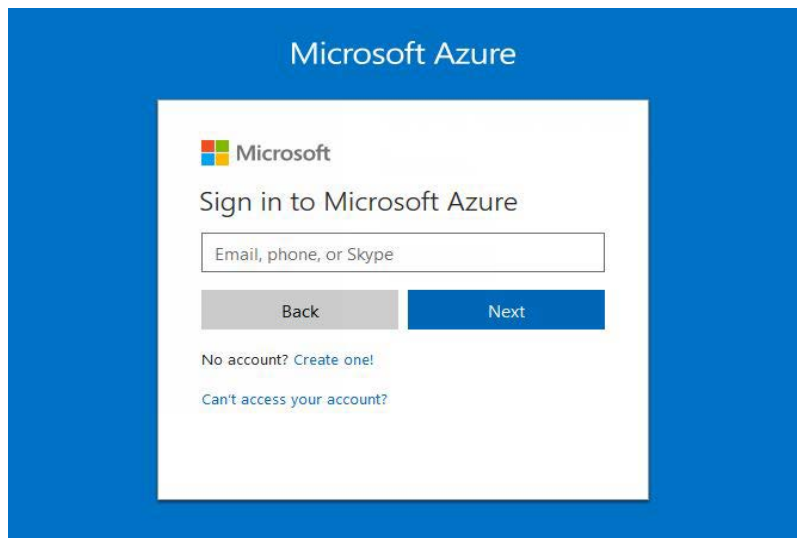 Microsoft Azure
Microsoft
Sign in to Microsoft Azure
Email, phone, or Skype
Back Next
No account? Create one!
Can't access your account?